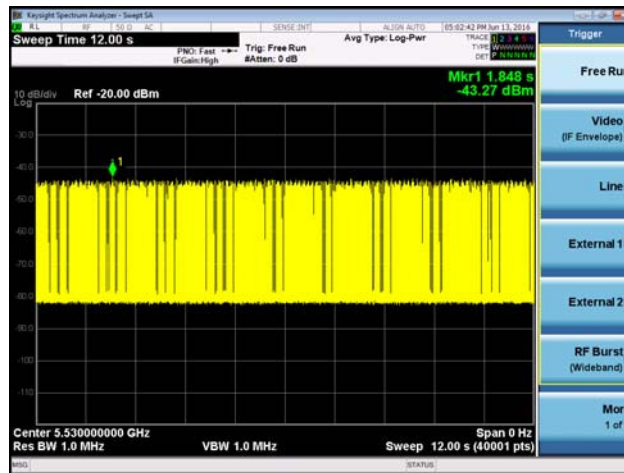 Keysight Spectrum Analyzer - Swept SA
RL RF 50 Ω AC SENSE:INT ALIGN AUTO 05:02:42 PM Jun 13, 2016
Sweep Time 12.00 s
PNO: Fast Trig: Free Run
IFGain:High #Atten: 0 dB
Avg Type: Log-Pwr
TRACE 1 2 3 4 5 6
TYPE WWWWWW
DET P N N N N N
Mkr1 1.848 s
-43.27 dBm
10 dB/div Ref -20.00 dBm
Log
-30.0
1
-40.0
-50.0
-60.0
-70.0
-80.0
-90.0
-100
-110
Center 5.530000000 GHz Span 0 Hz
Res BW 1.0 MHz VBW 1.0 MHz Sweep 12.00 s (40001 pts)
MSG STATUS
Trigger
Free Ru
Video
(IF Envelope)
Line
External 1
External 2
RF Burst
(Wideband)
Mor
1 of